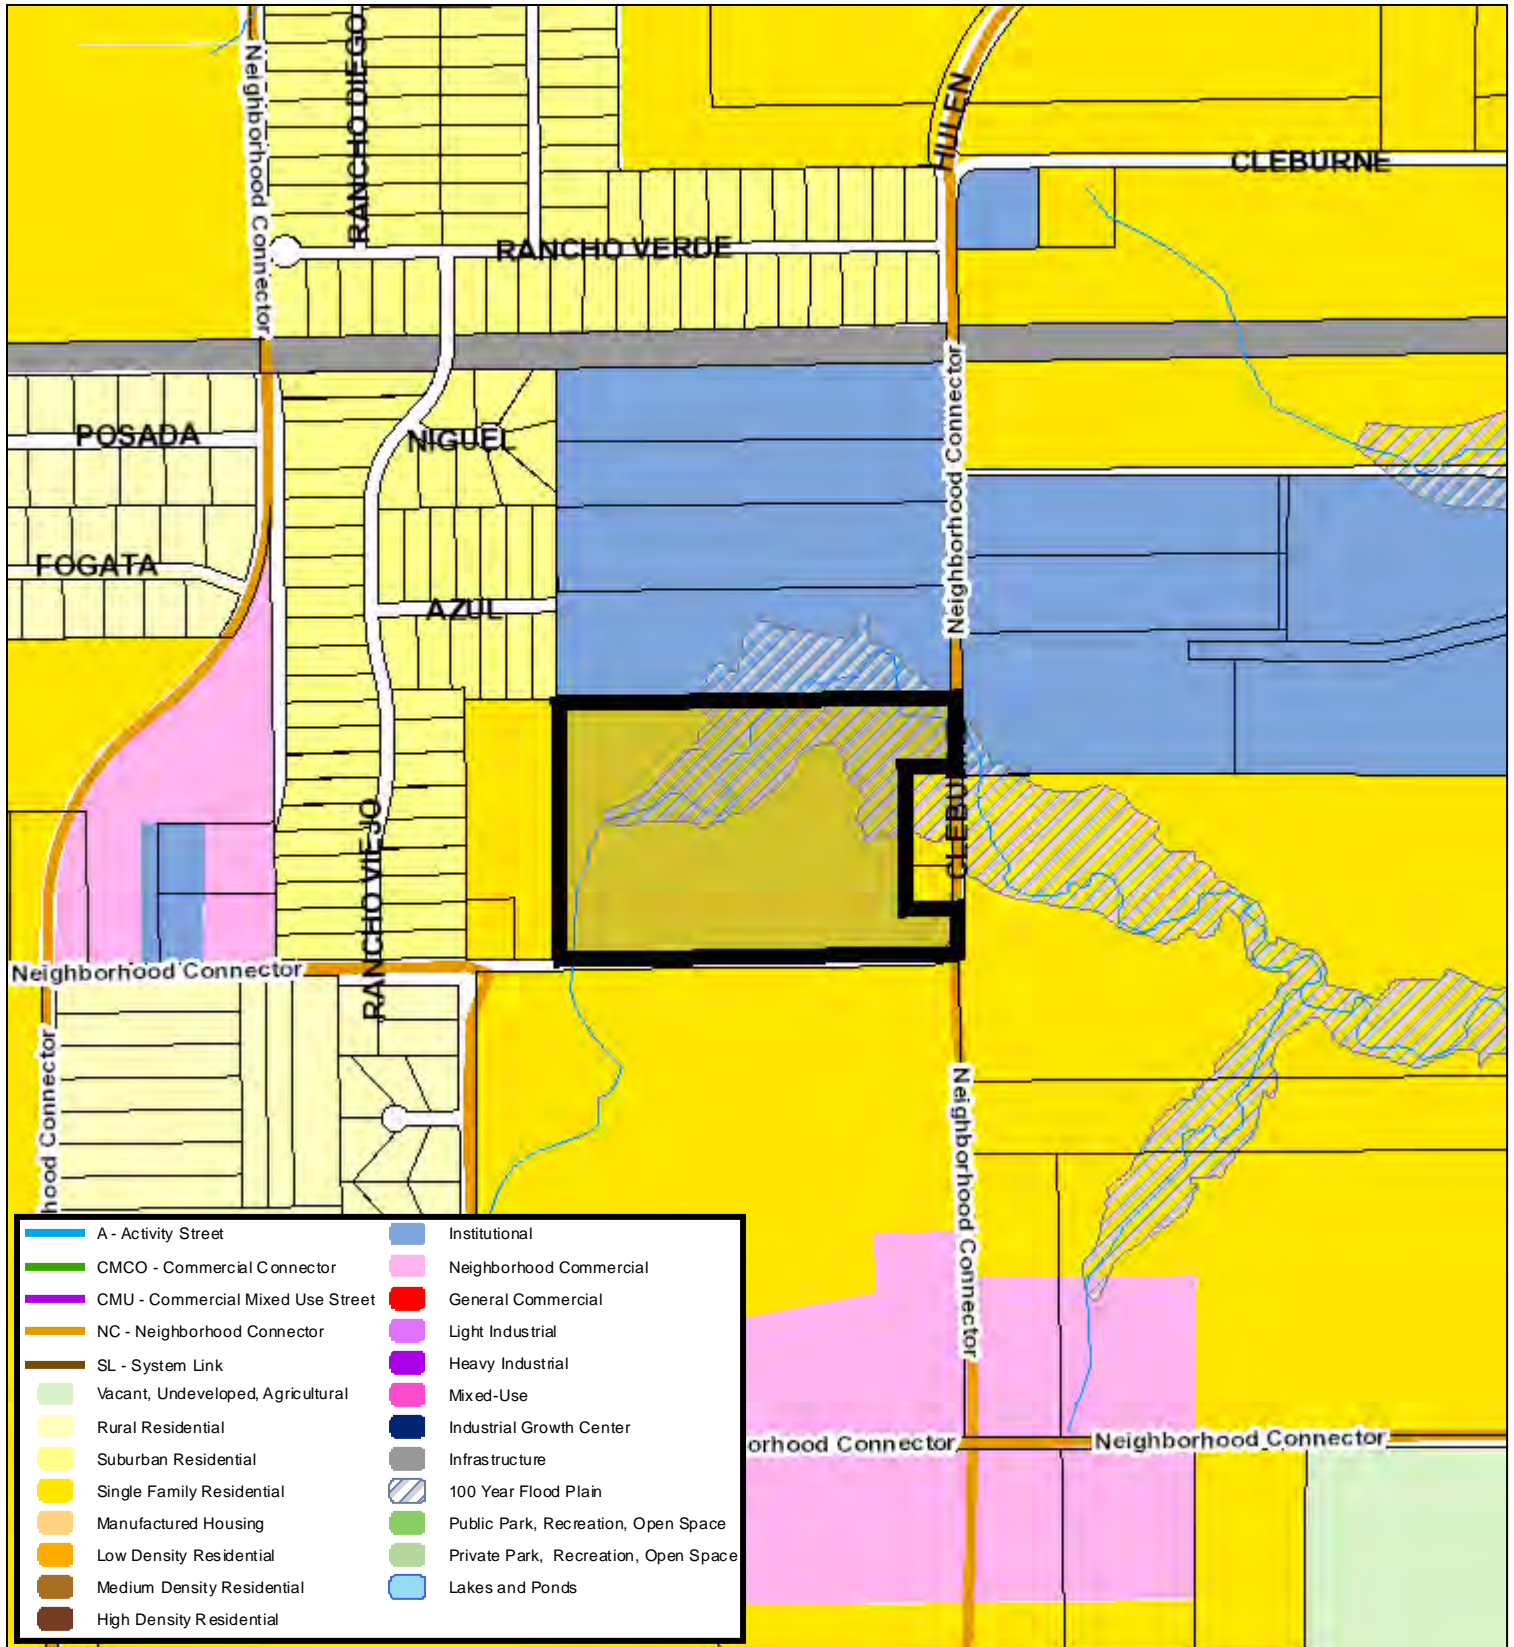 Neighborhood Connector
RANCHO DIEGO
HULEN
CLEBURNE
RANCHO VERDE
POSADA
NIGUEL
Neighborhood Connector
FOGATA
AZUL
RANCHO VIEJO
Neighborhood Connector
hood Connector
Neighborhood Connector
orhood Connector
Neighborhood Connector
A - Activity Street
CMCO - Commercial Connector
CMU - Commercial Mixed Use Street
NC - Neighborhood Connector
SL - System Link
Vacant, Undeveloped, Agricultural
Rural Residential
Suburban Residential
Single Family Residential
Manufactured Housing
Low Density Residential
Medium Density Residential
High Density Residential
Institutional
Neighborhood Commercial
General Commercial
Light Industrial
Heavy Industrial
Mixed-Use
Industrial Growth Center
Infrastructure
100 Year Flood Plain
Public Park, Recreation, Open Space
Private Park, Recreation, Open Space
Lakes and Ponds